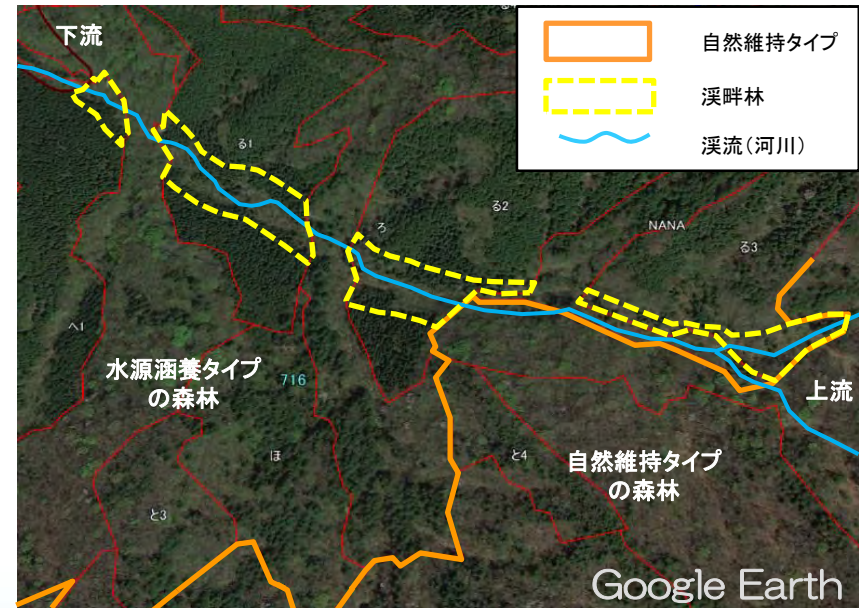 下流
自然維持タイプ
渓畔林
渓流(河川)
る1
る2
ろ
NANA
る3
へ1
水源涵養タイプ
の森林
716
上流
ほ
と4
自然維持タイプ
の森林
と3
Google Earth